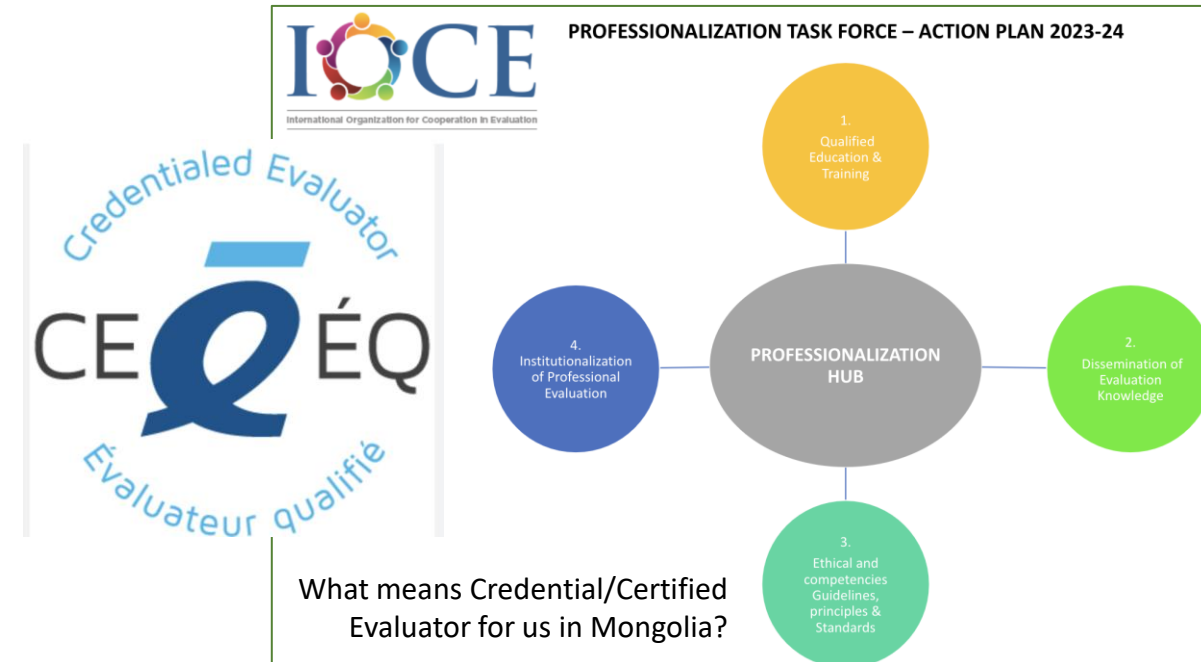 IOCE
International Organization for Cooperation in Evaluation
PROFESSIONALIZATION TASK FORCE – ACTION PLAN 2023-24
Credentialed Evaluator
CE ÉQ
Évaluateur qualifié
1.
Qualified
Education &
Training
PROFESSIONALIZATION
HUB
2.
Dissemination of
Evaluation
Knowledge
3.
Ethical and
competencies
Guidelines,
principles &
Standards
4.
Institutionalization
of Professional
Evaluation
What means Credential/Certified
Evaluator for us in Mongolia?